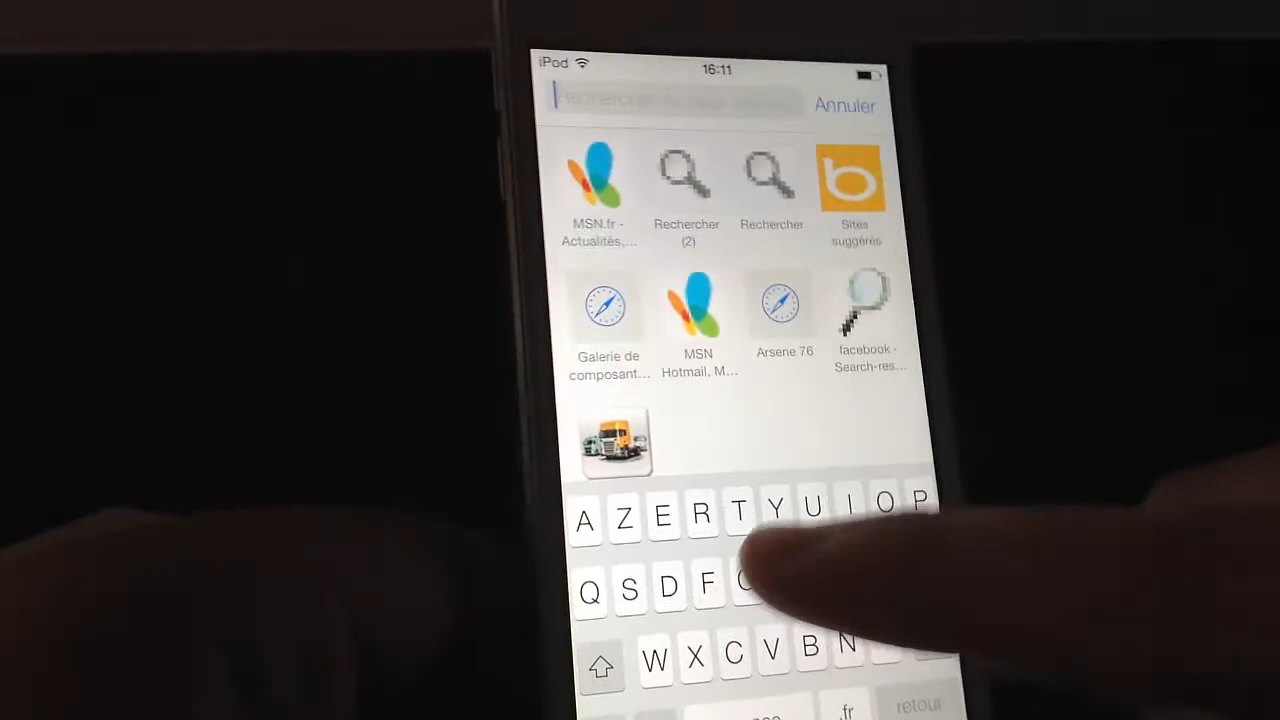 iPod 16:11
Annuler
MSN.fr -
Actualités,...
Rechercher
(2)
Rechercher
Sites
suggérés
Galerie de
composant...
MSN
Hotmail, M...
Arsene 76
facebook -
Search-res...
A Z E R T Y U I O P
Q S D F
W X C V B N
.fr retour